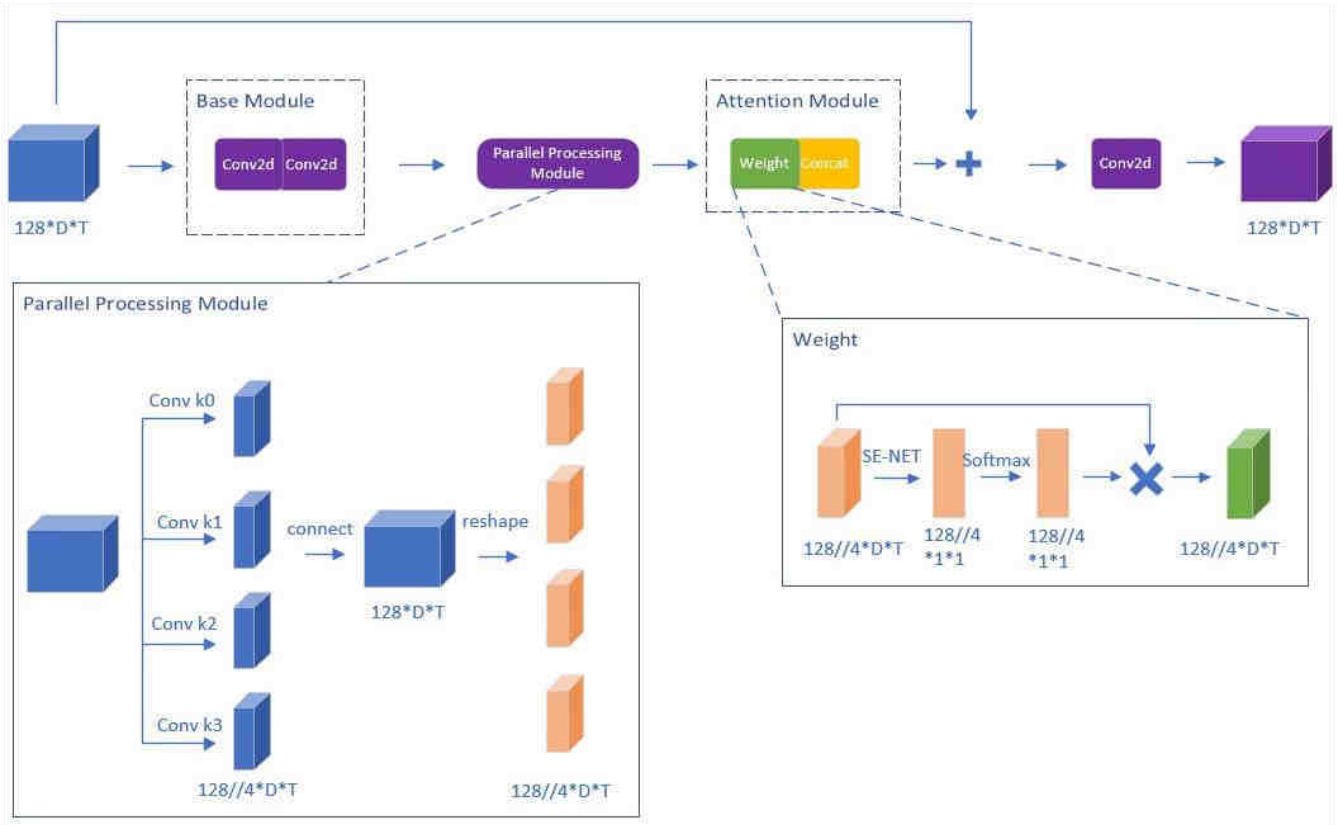 Base Module
Attention Module
Conv2d Conv2d
Parallel Processing
Module
Weight Concat
Conv2d
128*D*T
128*D*T
Parallel Processing Module
Conv k0
Conv k1
connect
reshape
128*D*T
Conv k2
Conv k3
128//4*D*T
128//4*D*T
Weight
SE-NET
Softmax
128//4*D*T
128//4
*1*1
128//4
*1*1
128//4*D*T